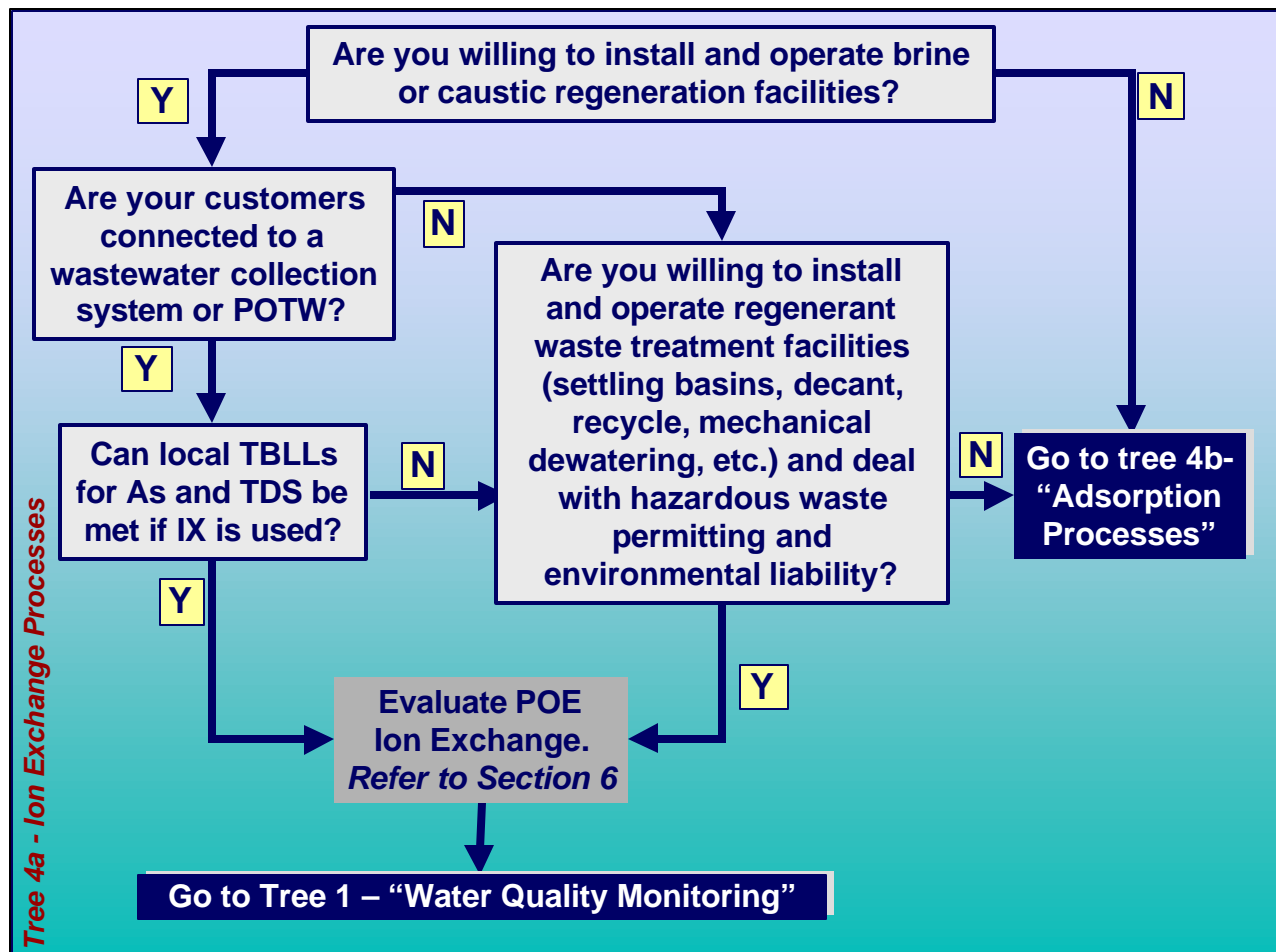 Are you willing to install and operate brine
or caustic regeneration facilities?
Y
N
Are your customers
connected to a
wastewater collection
system or POTW?
N
Y
Are you willing to install
and operate regenerant
waste treatment facilities
(settling basins, decant,
recycle, mechanical
dewatering, etc.) and deal
with hazardous waste
permitting and
environmental liability?
Can local TBLLs
for As and TDS be
met if IX is used?
N
N
Go to tree 4b-
“Adsorption
Processes”
Y
Y
Evaluate POE
Ion Exchange.
Refer to Section 6
Go to Tree 1 – “Water Quality Monitoring”
Tree 4a - Ion Exchange Processes